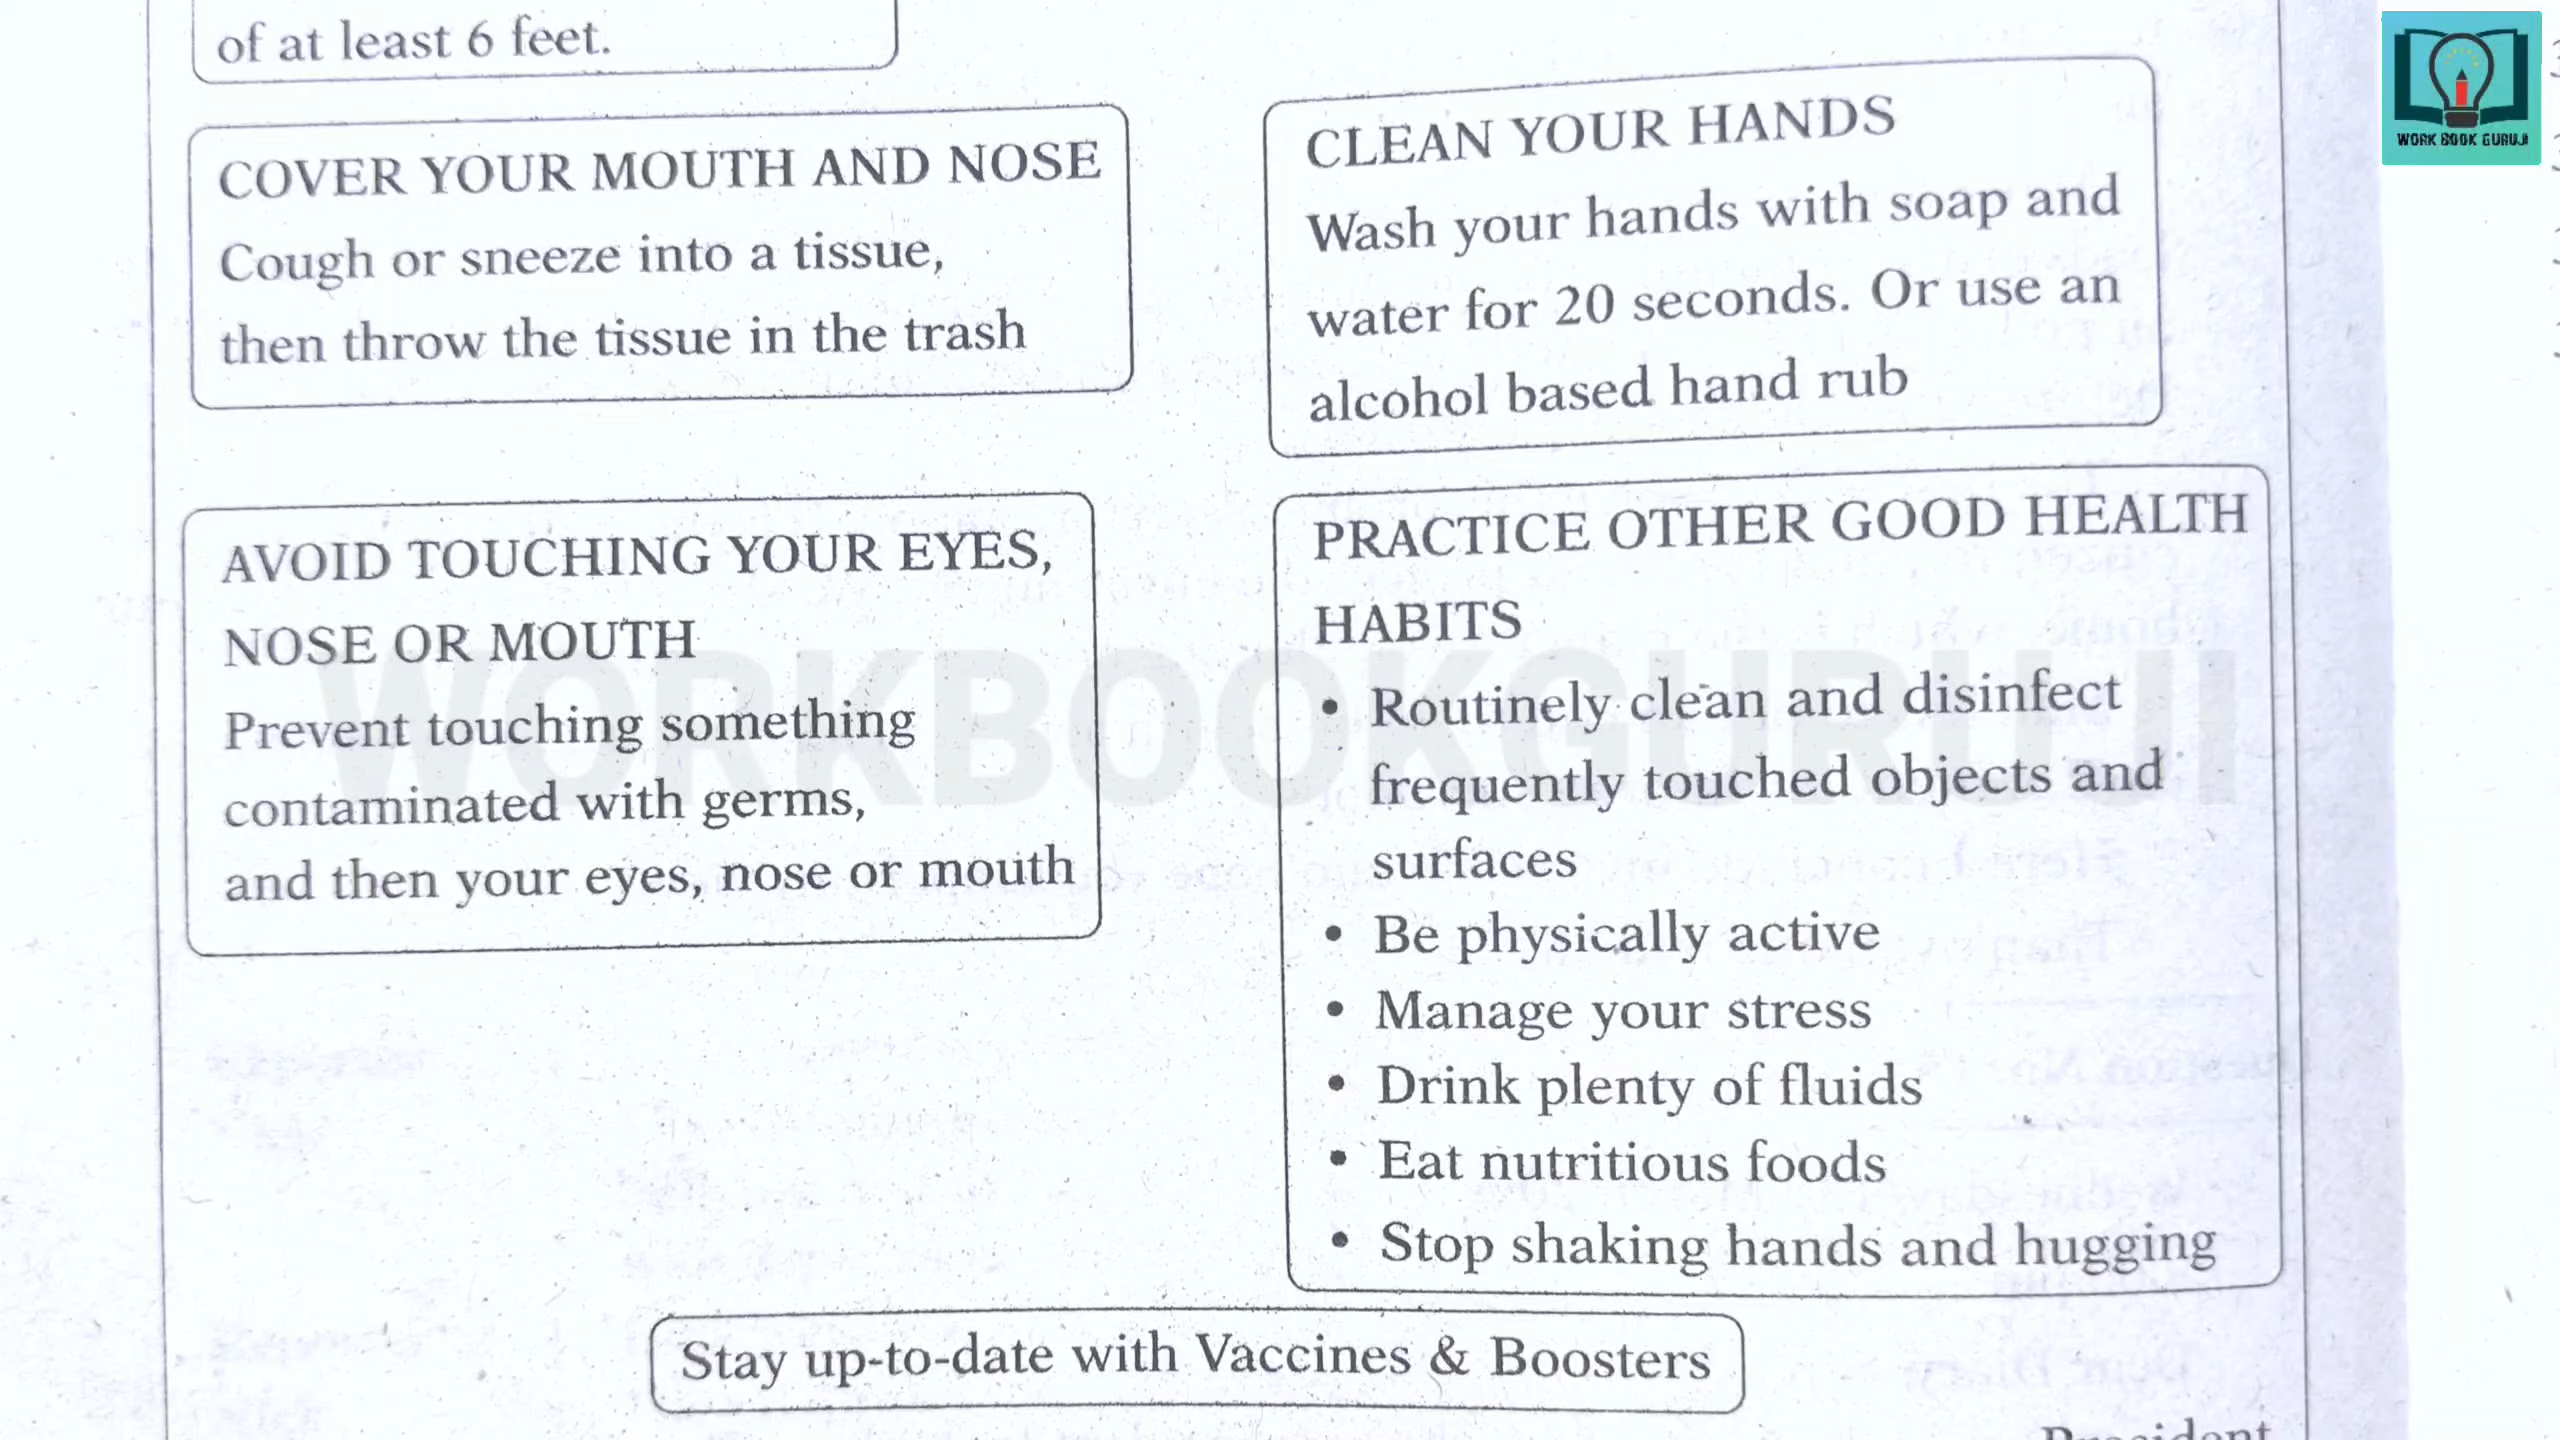 of at least 6 feet.
COVER YOUR MOUTH AND NOSE
Cough or sneeze into a tissue,
then throw the tissue in the trash
CLEAN YOUR HANDS
Wash your hands with soap and
water for 20 seconds. Or use an
alcohol based hand rub
AVOID TOUCHING YOUR EYES,
NOSE OR MOUTH
Prevent touching something
contaminated with germs,
and then your eyes, nose or mouth
PRACTICE OTHER GOOD HEALTH
HABITS
• Routinely clean and disinfect
frequently touched objects and
surfaces
• Be physically active
• Manage your stress
• Drink plenty of fluids
• Eat nutritious foods
• Stop shaking hands and hugging
Stay up-to-date with Vaccines & Boosters
President
WORK BOOK GURUJI
WORKBOOKGURUJI